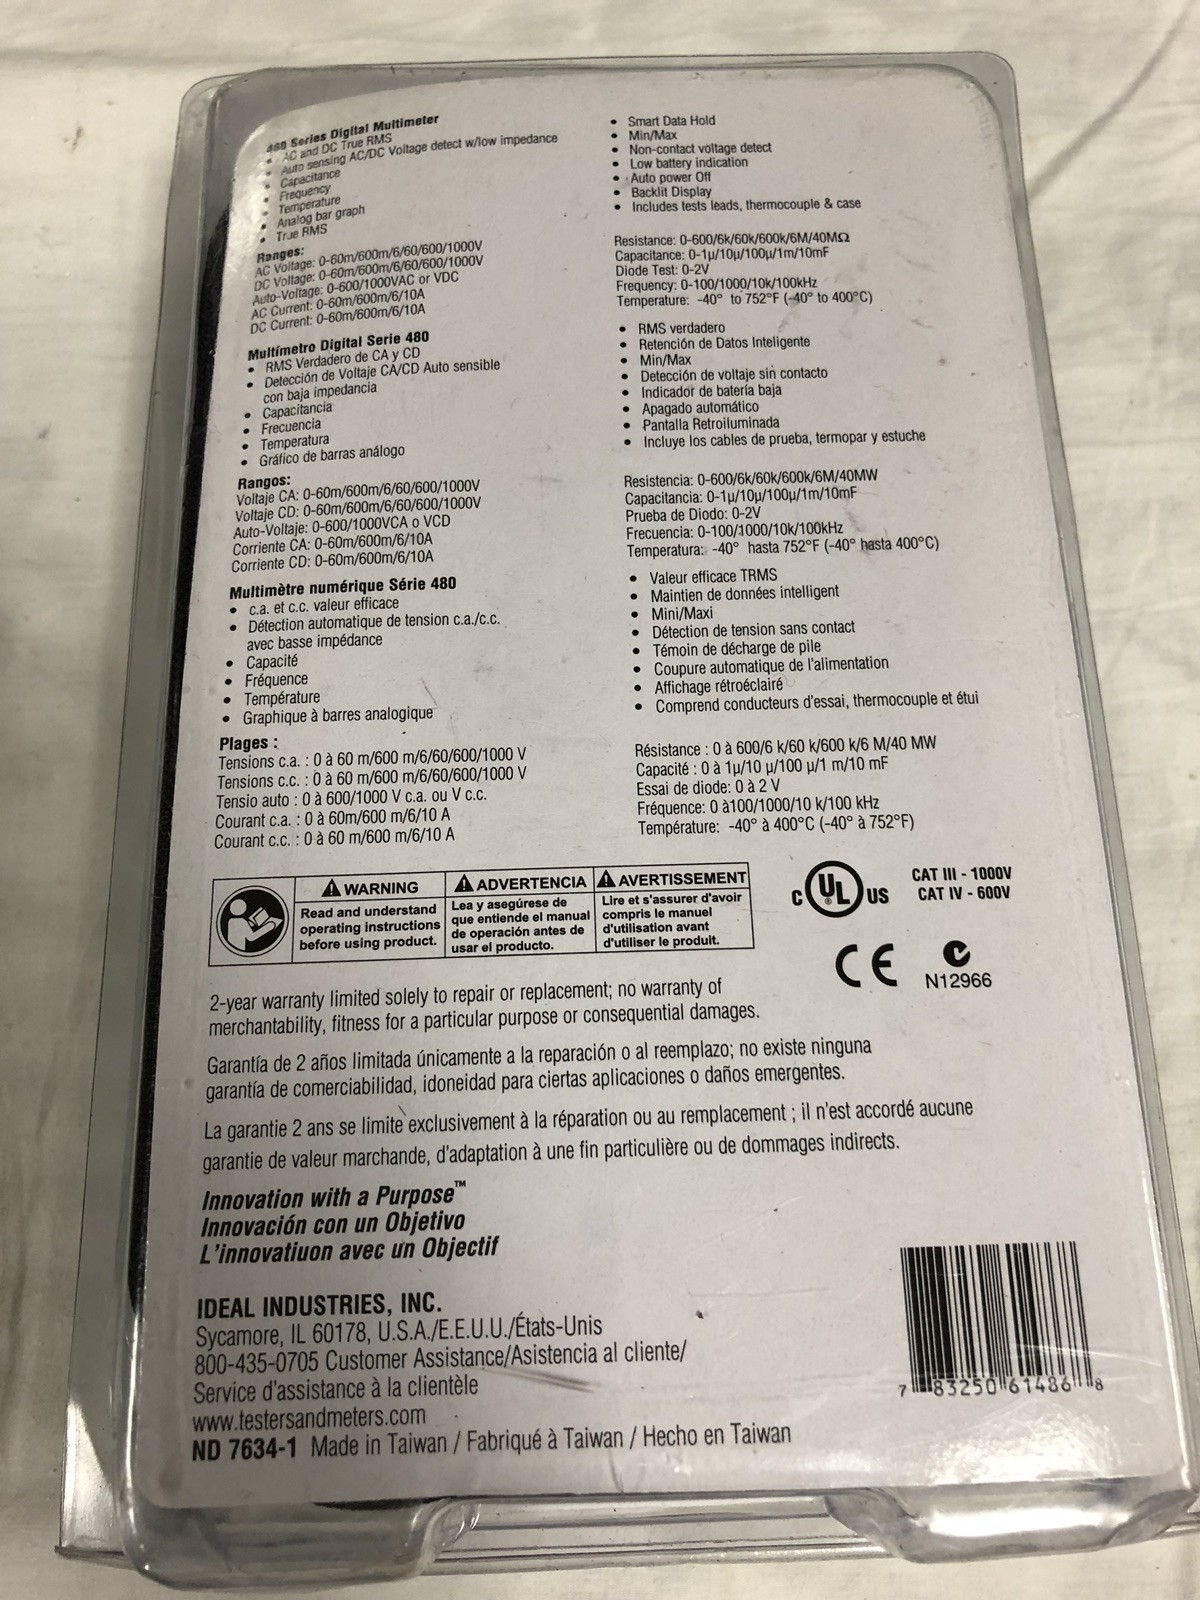 480 Series Digital Multimeter
• AC and DC True RMS
• Auto sensing AC/DC Voltage detect w/low impedance
• Capacitance
• Frequency
• Temperature
• Analog bar graph
• True RMS
• Smart Data Hold
• Min/Max
• Non-contact voltage detect
• Low battery indication
• Auto power Off
• Backlit Display
• Includes tests leads, thermocouple & case
Ranges:
AC Voltage: 0-60m/600m/6/60/600/1000V
DC Voltage: 0-60m/600m/6/60/600/1000V
Auto-Voltage: 0-600/1000VAC or VDC
AC Current: 0-60m/600m/6/10A
DC Current: 0-60m/600m/6/10A
Resistance: 0-600/6k/60k/600k/6M/40MΩ
Capacitance: 0-1µ/10µ/100µ/1m/10mF
Diode Test: 0-2V
Frequency: 0-100/1000/10k/100kHz
Temperature: -40° to 752°F (-40° to 400°C)
Multímetro Digital Serie 480
• RMS Verdadero de CA y CD
• Detección de Voltaje CA/CD Auto sensible
con baja impedancia
• Capacitancia
• Frecuencia
• Temperatura
• Gráfico de barras análogo
• RMS verdadero
• Retención de Datos Inteligente
• Min/Max
• Detección de voltaje sin contacto
• Indicador de batería baja
• Apagado automático
• Pantalla Retroiluminada
• Incluye los cables de prueba, termopar y estuche
Rangos:
Voltaje CA: 0-60m/600m/6/60/600/1000V
Voltaje CD: 0-60m/600m/6/60/600/1000V
Auto-Voltaje: 0-600/1000VCA o VCD
Corriente CA: 0-60m/600m/6/10A
Corriente CD: 0-60m/600m/6/10A
Resistencia: 0-600/6k/60k/600k/6M/40MW
Capacitancia: 0-1µ/10µ/100µ/1m/10mF
Prueba de Diodo: 0-2V
Frecuencia: 0-100/1000/10k/100kHz
Temperatura: -40° hasta 752°F (-40° hasta 400°C)
Multimètre numérique Série 480
• c.a. et c.c. valeur efficace
• Détection automatique de tension c.a./c.c.
avec basse impédance
• Capacité
• Fréquence
• Température
• Graphique à barres analogique
• Valeur efficace TRMS
• Maintien de données intelligent
• Mini/Maxi
• Détection de tension sans contact
• Témoin de décharge de pile
• Coupure automatique de l'alimentation
• Affichage rétroéclairé
• Comprend conducteurs d'essai, thermocouple et étui
Plages :
Tensions c.a. : 0 à 60 m/600 m/6/60/600/1000 V
Tensions c.c. : 0 à 60 m/600 m/6/60/600/1000 V
Tensio auto : 0 à 600/1000 V c.a. ou V c.c.
Courant c.a. : 0 à 60m/600 m/6/10 A
Courant c.c. : 0 à 60 m/600 m/6/10 A
Résistance : 0 à 600/6 k/60 k/600 k/6 M/40 MW
Capacité : 0 à 1µ/10 µ/100 µ/1 m/10 mF
Essai de diode: 0 à 2 V
Fréquence: 0 à100/1000/10 k/100 kHz
Température: -40° à 400°C (-40° à 752°F)
WARNING
Read and understand
operating instructions
before using product.
ADVERTENCIA
Lea y asegúrese de
que entiende el manual
de operación antes de
usar el producto.
AVERTISSEMENT
Lire et s'assurer d'avoir
compris le manuel
d'utilisation avant
d'utiliser le produit.
C UL US
CAT III - 1000V
CAT IV - 600V
CE
N12966
2-year warranty limited solely to repair or replacement; no warranty of
merchantability, fitness for a particular purpose or consequential damages.
Garantía de 2 años limitada únicamente a la reparación o al reemplazo; no existe ninguna
garantía de comerciabilidad, idoneidad para ciertas aplicaciones o daños emergentes.
La garantie 2 ans se limite exclusivement à la réparation ou au remplacement ; il n'est accordé aucune
garantie de valeur marchande, d'adaptation à une fin particulière ou de dommages indirects.
Innovation with a Purpose™
Innovación con un Objetivo
L'innovatiuon avec un Objectif
IDEAL INDUSTRIES, INC.
Sycamore, IL 60178, U.S.A./E.E.U.U./États-Unis
800-435-0705 Customer Assistance/Asistencia al cliente/
Service d'assistance à la clientèle
www.testersandmeters.com
ND 7634-1 Made in Taiwan / Fabriqué à Taiwan / Hecho en Taiwan
7 83250 61486 8